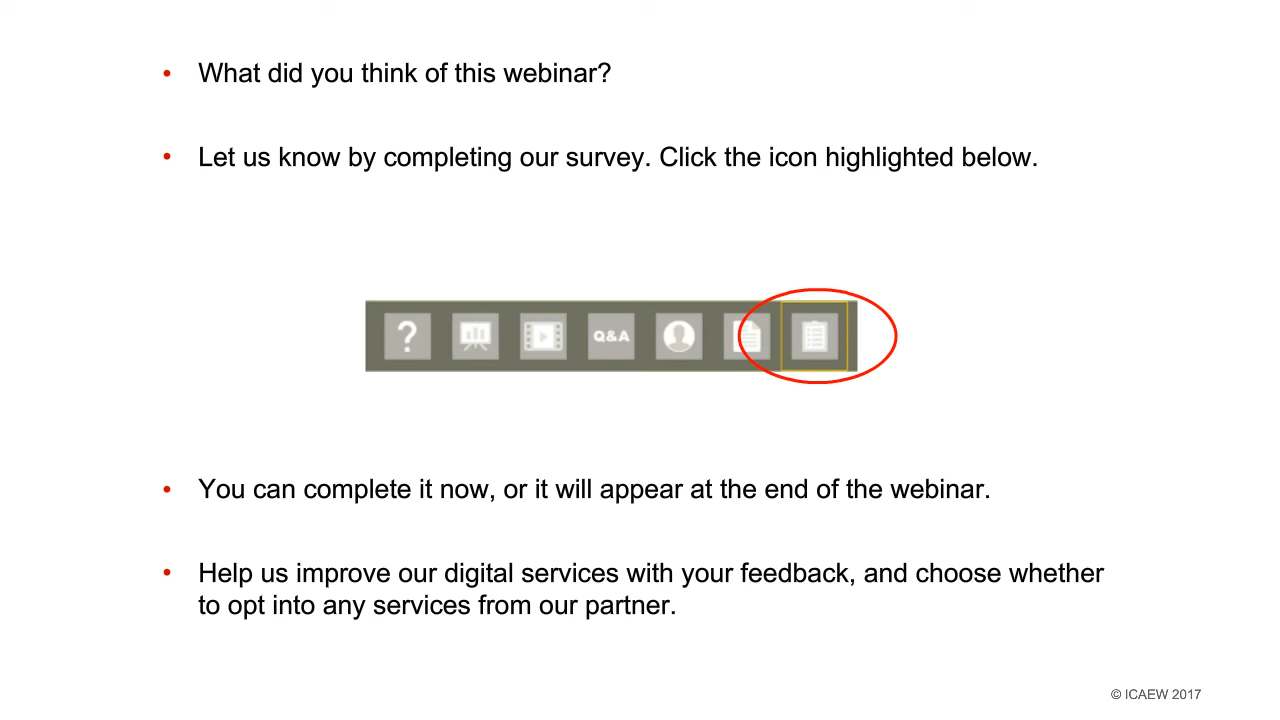 • What did you think of this webinar?
• Let us know by completing our survey. Click the icon highlighted below.
? Q&A
• You can complete it now, or it will appear at the end of the webinar.
• Help us improve our digital services with your feedback, and choose whether
to opt into any services from our partner.
© ICAEW 2017